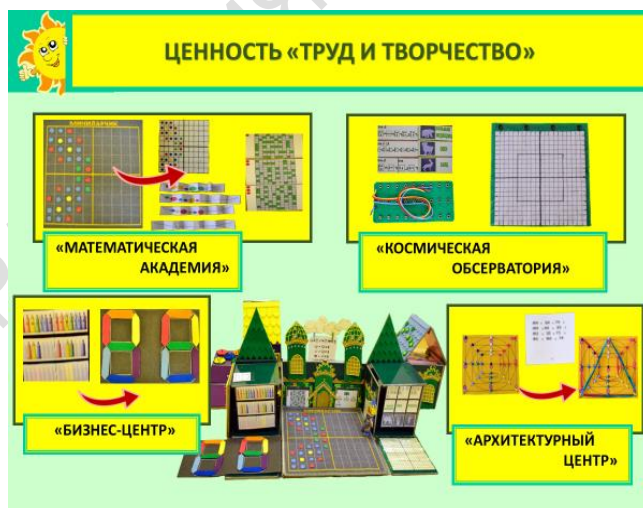 ЦЕННОСТЬ «ТРУД И ТВОРЧЕСТВО»
«МАТЕМАТИЧЕСКАЯ
АКАДЕМИЯ»
«КОСМИЧЕСКАЯ
ОБСЕРВАТОРИЯ»
«БИЗНЕС-ЦЕНТР»
«АРХИТЕКТУРНЫЙ
ЦЕНТР»